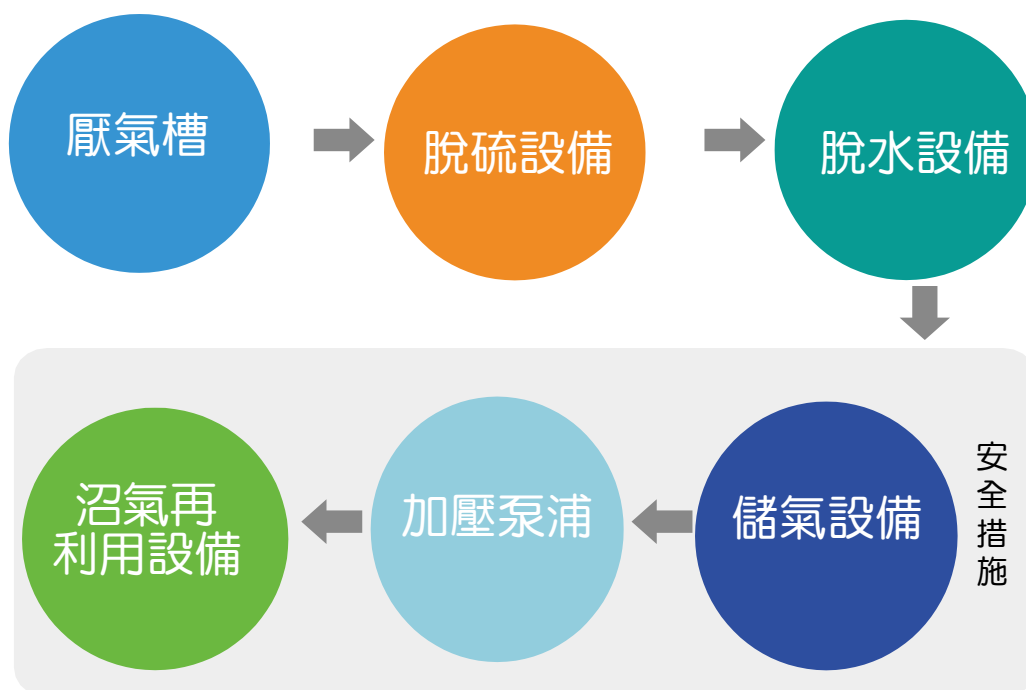 厭氣槽
脫硫設備
脫水設備
儲氣設備
加壓泵浦
沼氣再
利用設備
安全措施